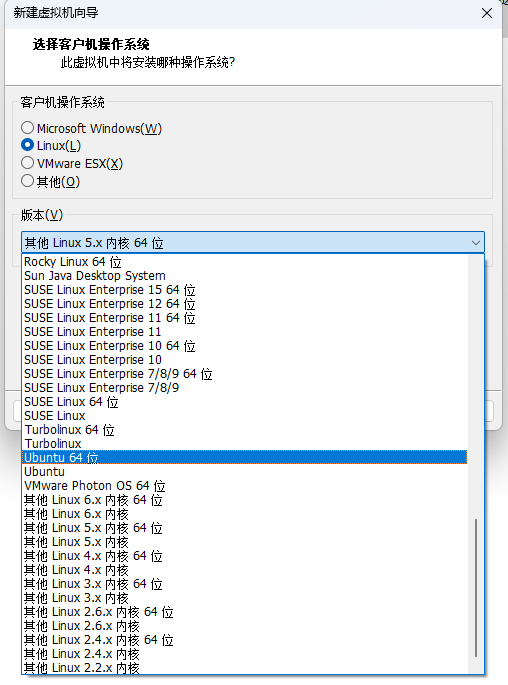 新建虚拟机向导
选择客户机操作系统
此虚拟机中将安装哪种操作系统?
客户机操作系统
Microsoft Windows(W)
Linux(L)
VMware ESX(X)
其他(O)
版本(V)
其他 Linux 5.x 内核 64 位
Rocky Linux 64 位
Sun Java Desktop System
SUSE Linux Enterprise 15 64 位
SUSE Linux Enterprise 12 64 位
SUSE Linux Enterprise 11 64 位
SUSE Linux Enterprise 11
SUSE Linux Enterprise 10 64 位
SUSE Linux Enterprise 10
SUSE Linux Enterprise 7/8/9 64 位
SUSE Linux Enterprise 7/8/9
SUSE Linux 64 位
SUSE Linux
Turbolinux 64 位
Turbolinux
Ubuntu 64 位
Ubuntu
VMware Photon OS 64 位
其他 Linux 6.x 内核 64 位
其他 Linux 6.x 内核
其他 Linux 5.x 内核 64 位
其他 Linux 5.x 内核
其他 Linux 4.x 内核 64 位
其他 Linux 4.x 内核
其他 Linux 3.x 内核 64 位
其他 Linux 3.x 内核
其他 Linux 2.6.x 内核 64 位
其他 Linux 2.6.x 内核
其他 Linux 2.4.x 内核 64 位
其他 Linux 2.4.x 内核
其他 Linux 2.2.x 内核